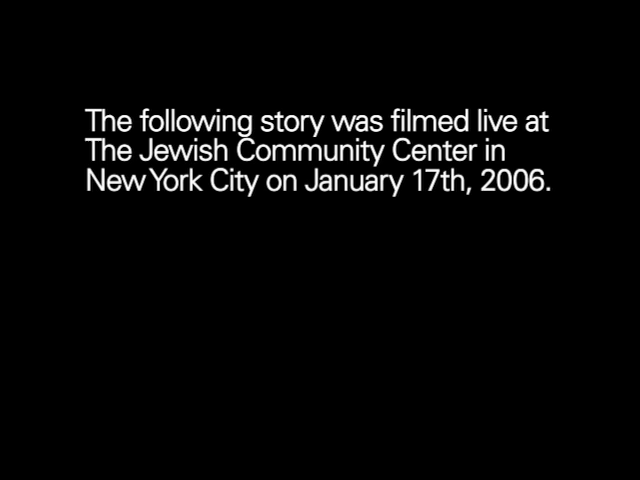 The following story was filmed live at
The Jewish Community Center in
New York City on January 17th, 2006.